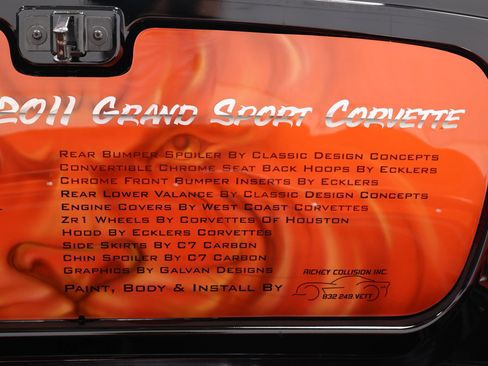 2011 Grand Sport Corvette
Rear Bumper Spoiler By Classic Design Concepts
Convertible Chrome Seat Back Hoops By Ecklers
Chrome Front Bumper Inserts By Ecklers
Rear Lower Valance By Classic Design Concepts
Engine Covers By West Coast Corvettes
Zr1 Wheels By Corvettes Of Houston
Hood By Ecklers Corvettes
Side Skirts By C7 Carbon
Chin Spoiler By C7 Carbon
Graphics By Galvan Designs
Paint, Body & Install By
RICHEY COLLISION INC.
832.249.VETT